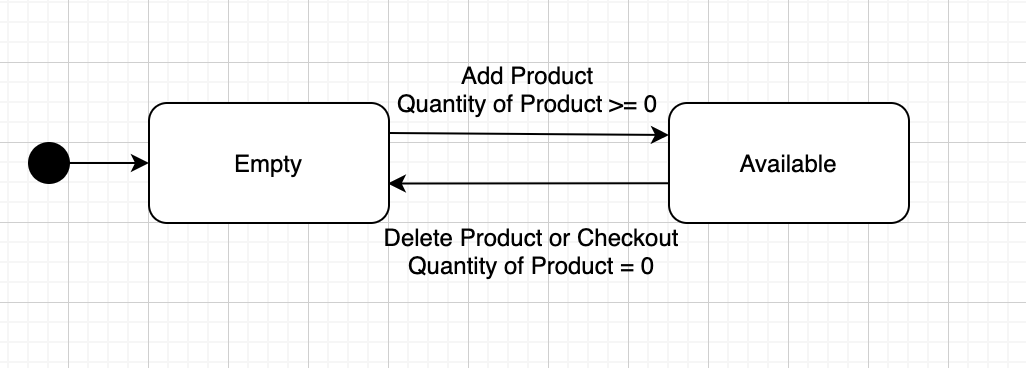 Add Product
Quantity of Product >= 0
Empty
Available
Delete Product or Checkout
Quantity of Product = 0